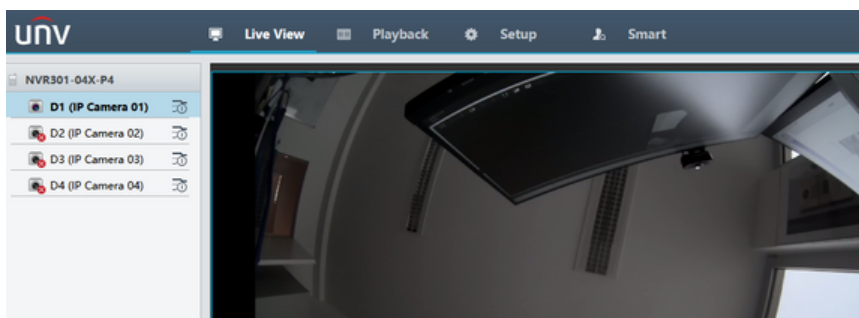 unv
Live View
Playback
Setup
Smart
NVR301-04X-P4
D1 (IP Camera 01)
D2 (IP Camera 02)
D3 (IP Camera 03)
D4 (IP Camera 04)